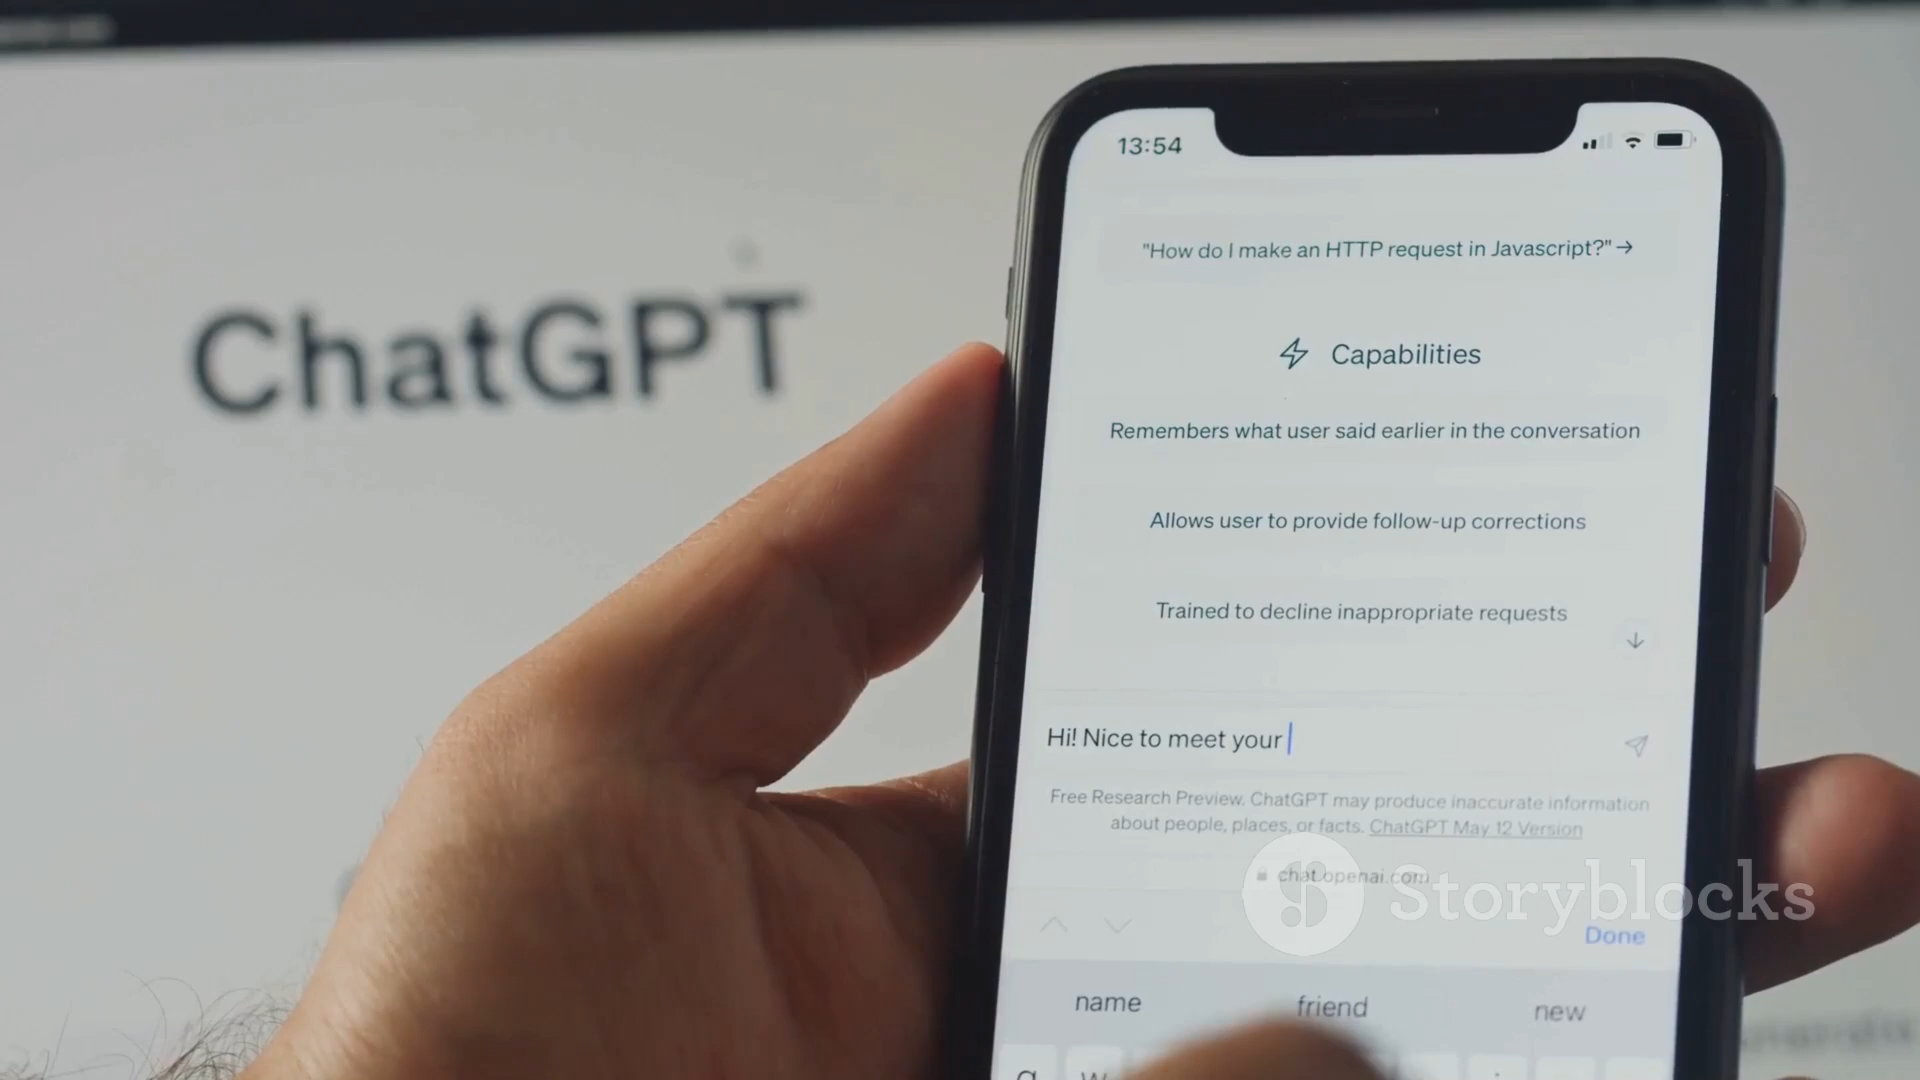 ChatGPT
13:54
"How do I make an HTTP request in Javascript?" →
Capabilities
Remembers what user said earlier in the conversation
Allows user to provide follow-up corrections
Trained to decline inappropriate requests
Hi! Nice to meet your
Free Research Preview. ChatGPT may produce inaccurate information
about people, places, or facts. ChatGPT May 12 Version
chat.openai.com
Storyblocks
Done
name friend new